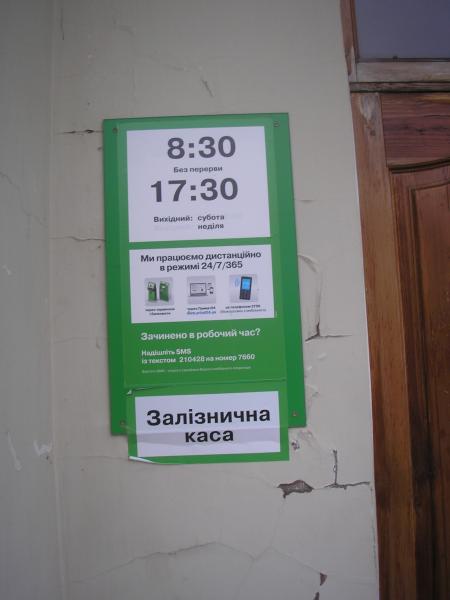 8:30
Без перерви
17:30
Вихідний: субота
неділя
Ми працюємо дистанційно
в режимі 24/7/365
Зачинено в робочий час?
Надішліть SMS
із текстом 210428 на номер 7660
Залізнична
каса